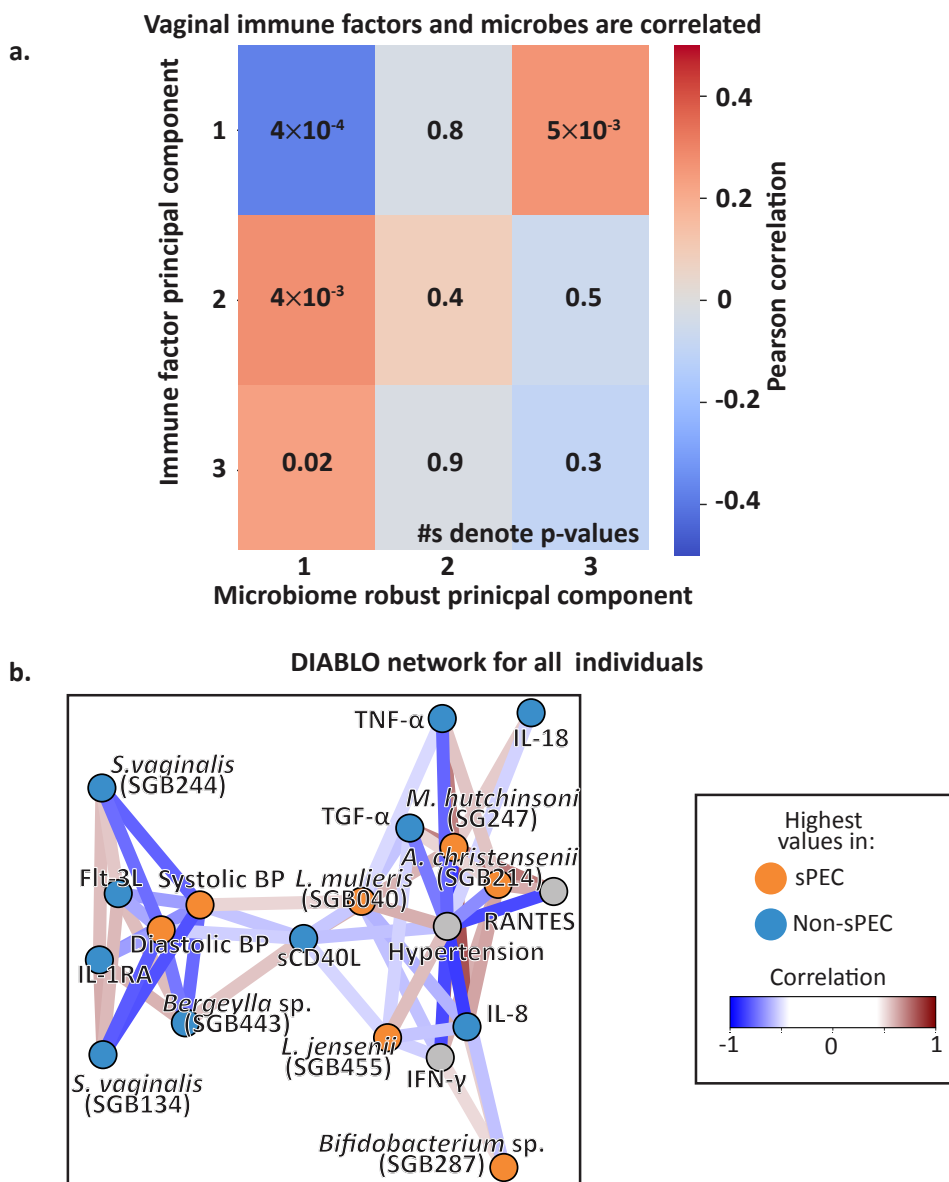 Vaginal immune factors and microbes are correlated
a.
Immune factor principal component
1
2
3
4×10-4
0.8
5×10-3
4×10-3
0.4
0.5
0.02
0.9
0.3
#s denote p-values
1
2
3
Microbiome robust prinicpal component
0.4
0.2
0
-0.2
-0.4
Pearson correlation
b.
DIABLO network for all individuals
TNF-α
IL-18
S.vaginalis
(SGB244)
TGF-α
M. hutchinsoni
(SG247)
Flt-3L
Systolic BP
L. mulieris
(SGB040)
A. christensenii
(SGB214)
RANTES
Diastolic BP
sCD40L
Hypertension
IL-1RA
Bergeylla sp.
(SGB443)
IL-8
L. jensenii
(SGB455)
IFN-γ
S. vaginalis
(SGB134)
Bifidobacterium sp.
(SGB287)
Highest
values in:
sPEC
Non-sPEC
Correlation
-1
0
1